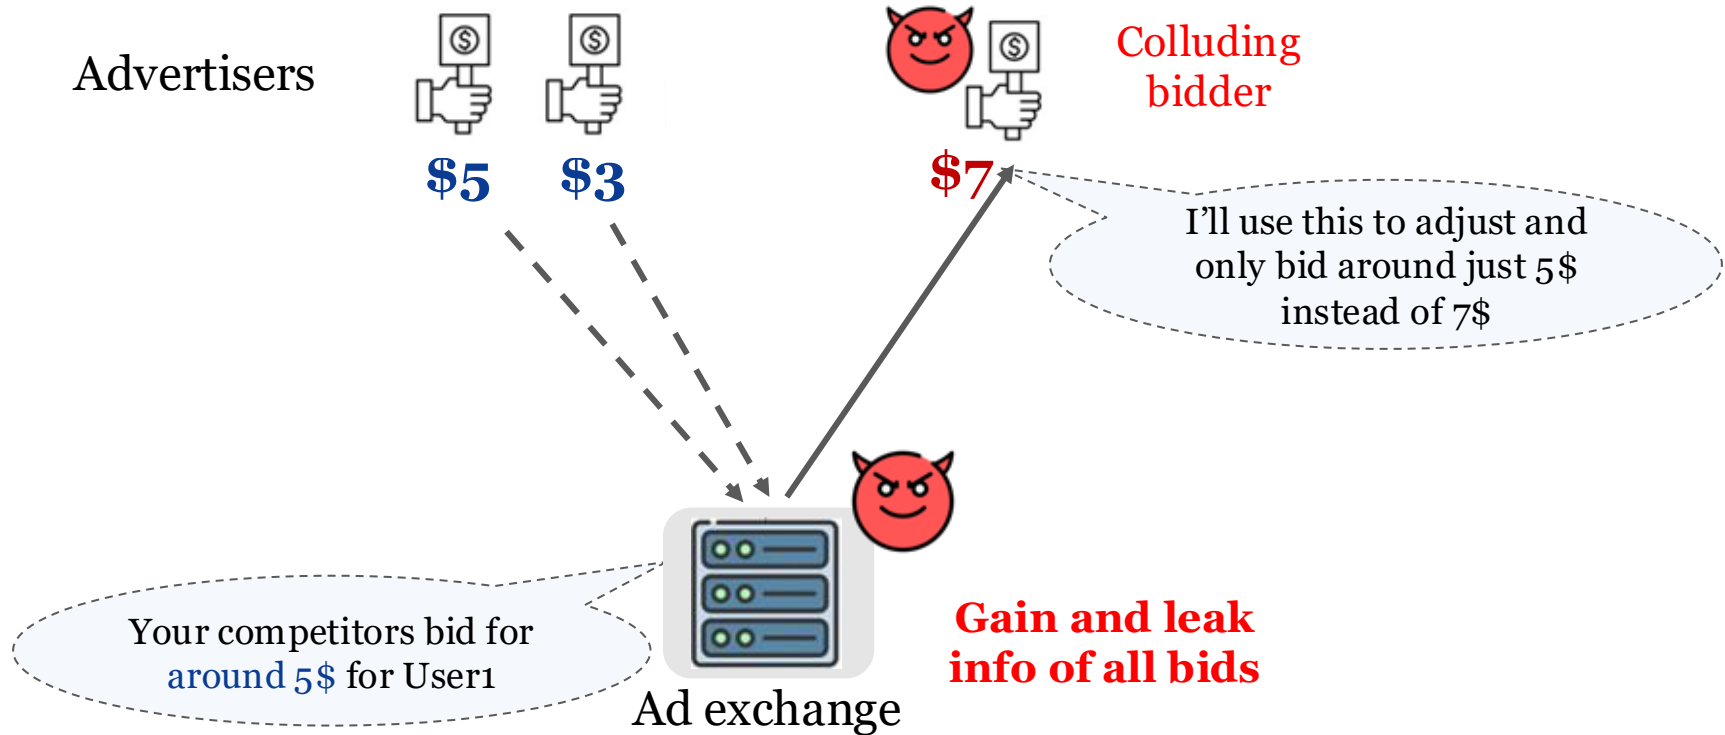 Advertisers
$
$
$
Colluding
bidder
$5
$3
$7
I’ll use this to adjust and
only bid around just 5$
instead of 7$
Your competitors bid for
around 5$ for User1
Gain and leak
info of all bids
Ad exchange